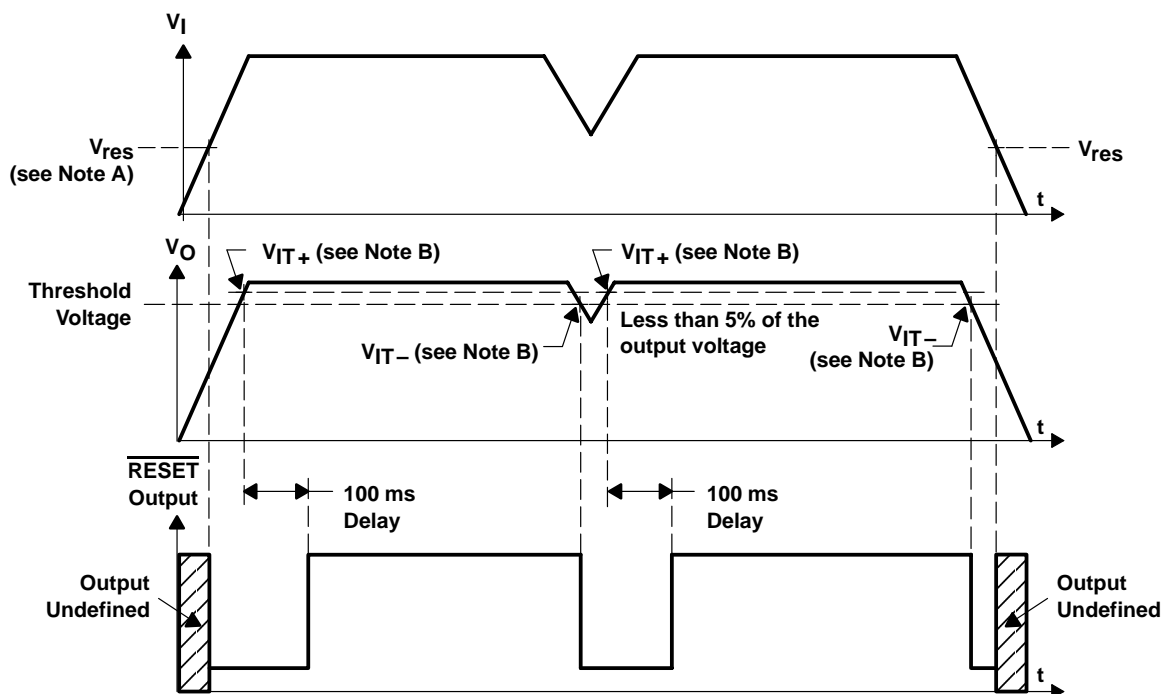 VI
Vres
(see Note A)
Vres
t
VO
VIT+ (see Note B)
VIT+ (see Note B)
Threshold
Voltage
Less than 5% of the
output voltage
VIT− (see Note B)
VIT−
(see Note B)
t
RESET
Output
100 ms
Delay
100 ms
Delay
Output
Undefined
Output
Undefined
t